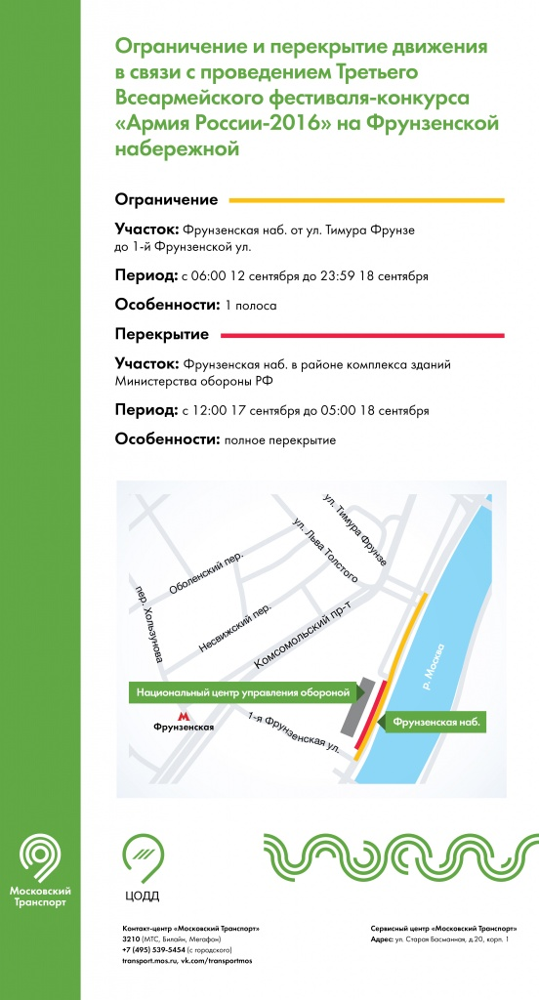 Ограничение и перекрытие движения
в связи с проведением Третьего
Всеармейского фестиваля-конкурса
«Армия России-2016» на Фрунзенской
набережной
Ограничение
Участок: Фрунзенская наб. от ул. Тимура Фрунзе
до 1-й Фрунзенской ул.
Период: с 06:00 12 сентября до 23:59 18 сентября
Особенности: 1 полоса
Перекрытие
Участок: Фрунзенская наб. в районе комплекса зданий
Министерства обороны РФ
Период: с 12:00 17 сентября до 05:00 18 сентября
Особенности: полное перекрытие
ул. Тимура Фрунзе
ул. Льва Толстого
Оболенский пер.
пер. Хользунова
Несвижский пер.
Комсомольский пр-т
р. Москва
Национальный центр управления обороной
Фрунзенская
1-я Фрунзенская ул.
Фрунзенская наб.
Московский
Транспорт
ЦОДД
Контакт-центр «Московский Транспорт»
3210 (МТС, Билайн, Мегафон)
+7 (495) 539-5454 (с городского)
transport.mos.ru, vk.com/transportmos
Сервисный центр «Московский Транспорт»
Адрес: ул. Старая Басманная, д.20, корп. 1